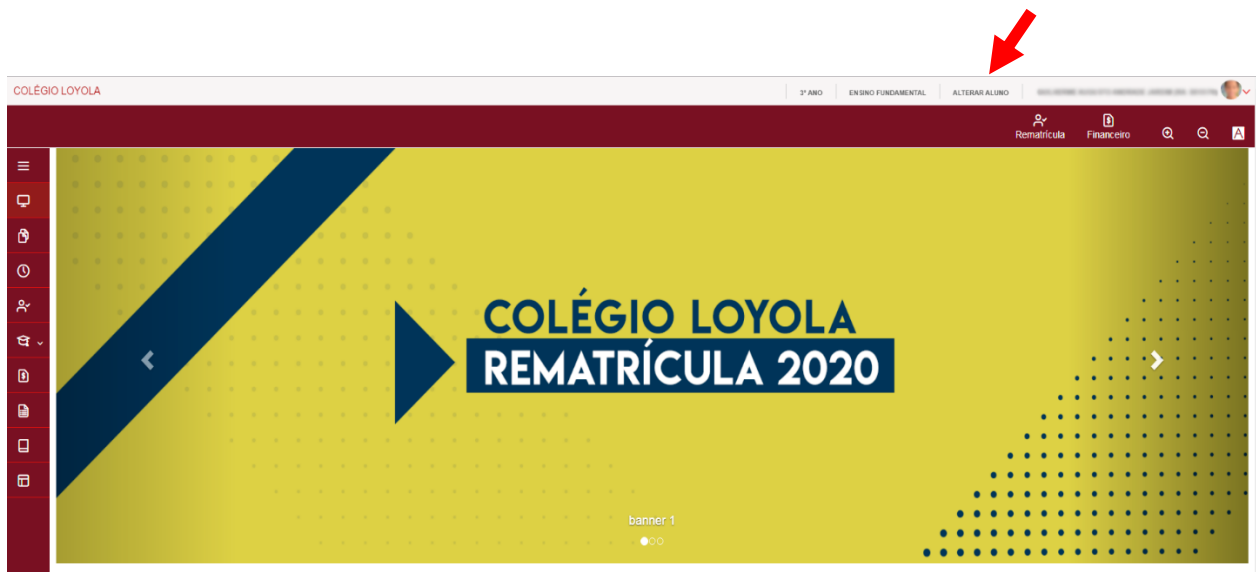 COLÉGIO LOYOLA
3º ANO
ENSINO FUNDAMENTAL
ALTERAR ALUNO
Rematrícula
Financeiro
A
COLÉGIO LOYOLA
REMATRÍCULA 2020
banner 1